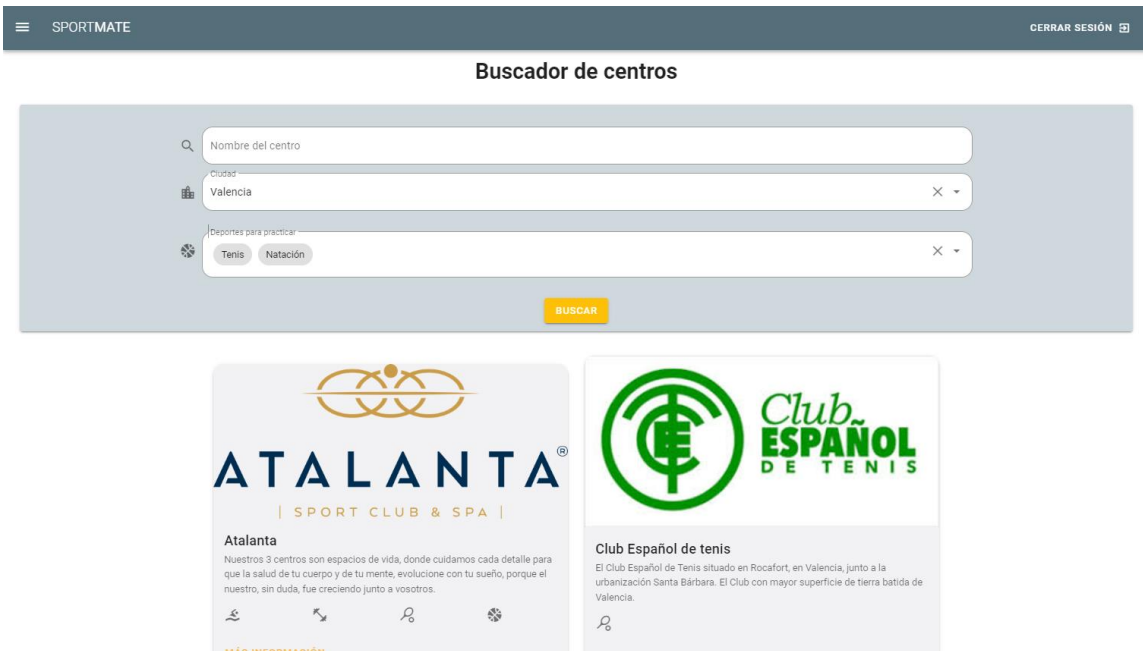 SPORTMATE
CERRAR SESIÓN
Buscador de centros
Nombre del centro
Ciudad
Valencia
Deportes para practicar
Tenis Natación
BUSCAR
ATALANTA®
| SPORT CLUB & SPA |
Atalanta
Nuestros 3 centros son espacios de vida, donde cuidamos cada detalle para
que la salud de tu cuerpo y de tu mente, evolucione con tu sueño, porque el
nuestro, sin duda, fue creciendo junto a vosotros.
MÁS INFORMACIÓN
Club
ESPAÑOL
DE TENIS
Club Español de tenis
El Club Español de Tenis situado en Rocafort, en Valencia, junto a la
urbanización Santa Bárbara. El Club con mayor superficie de tierra batida de
Valencia.